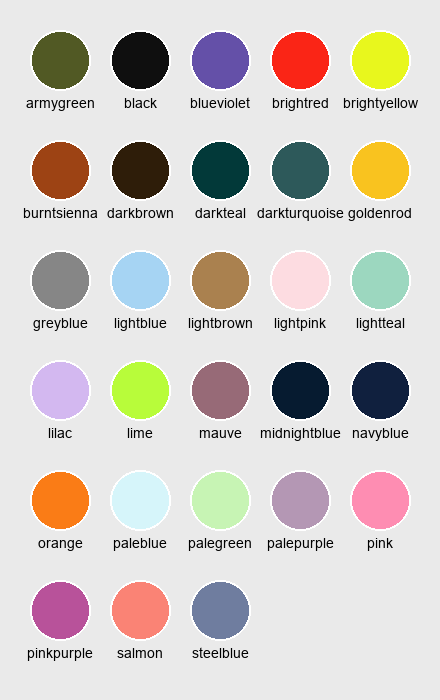 armygreen black blueviolet brightred brightyellow
burntsienna darkbrown darkteal darkturquoise goldenrod
greyblue lightblue lightbrown lightpink lightteal
lilac lime mauve midnightblue navyblue
orange paleblue palegreen palepurple pink
pinkpurple salmon steelblue